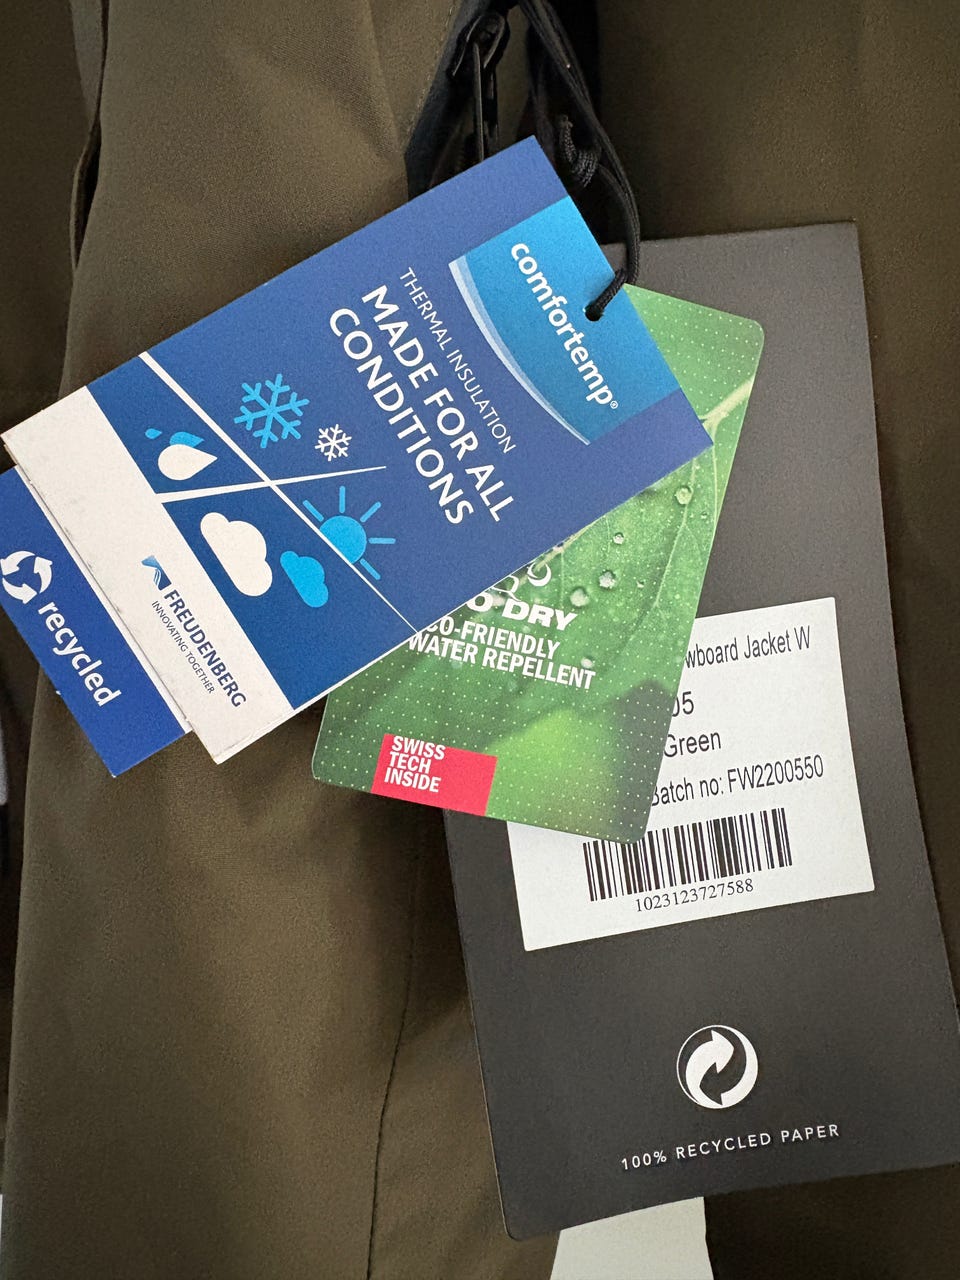 comfortemp®
THERMAL INSULATION
MADE FOR ALL
CONDITIONS
FREUDENBERG
INNOVATING TOGETHER
recycled
O-DRY
CO-FRIENDLY
WATER REPELLENT
SWISS
TECH
INSIDE
wboard Jacket W
05
Green
Batch no: FW2200550
1023123727588
100% RECYCLED PAPER